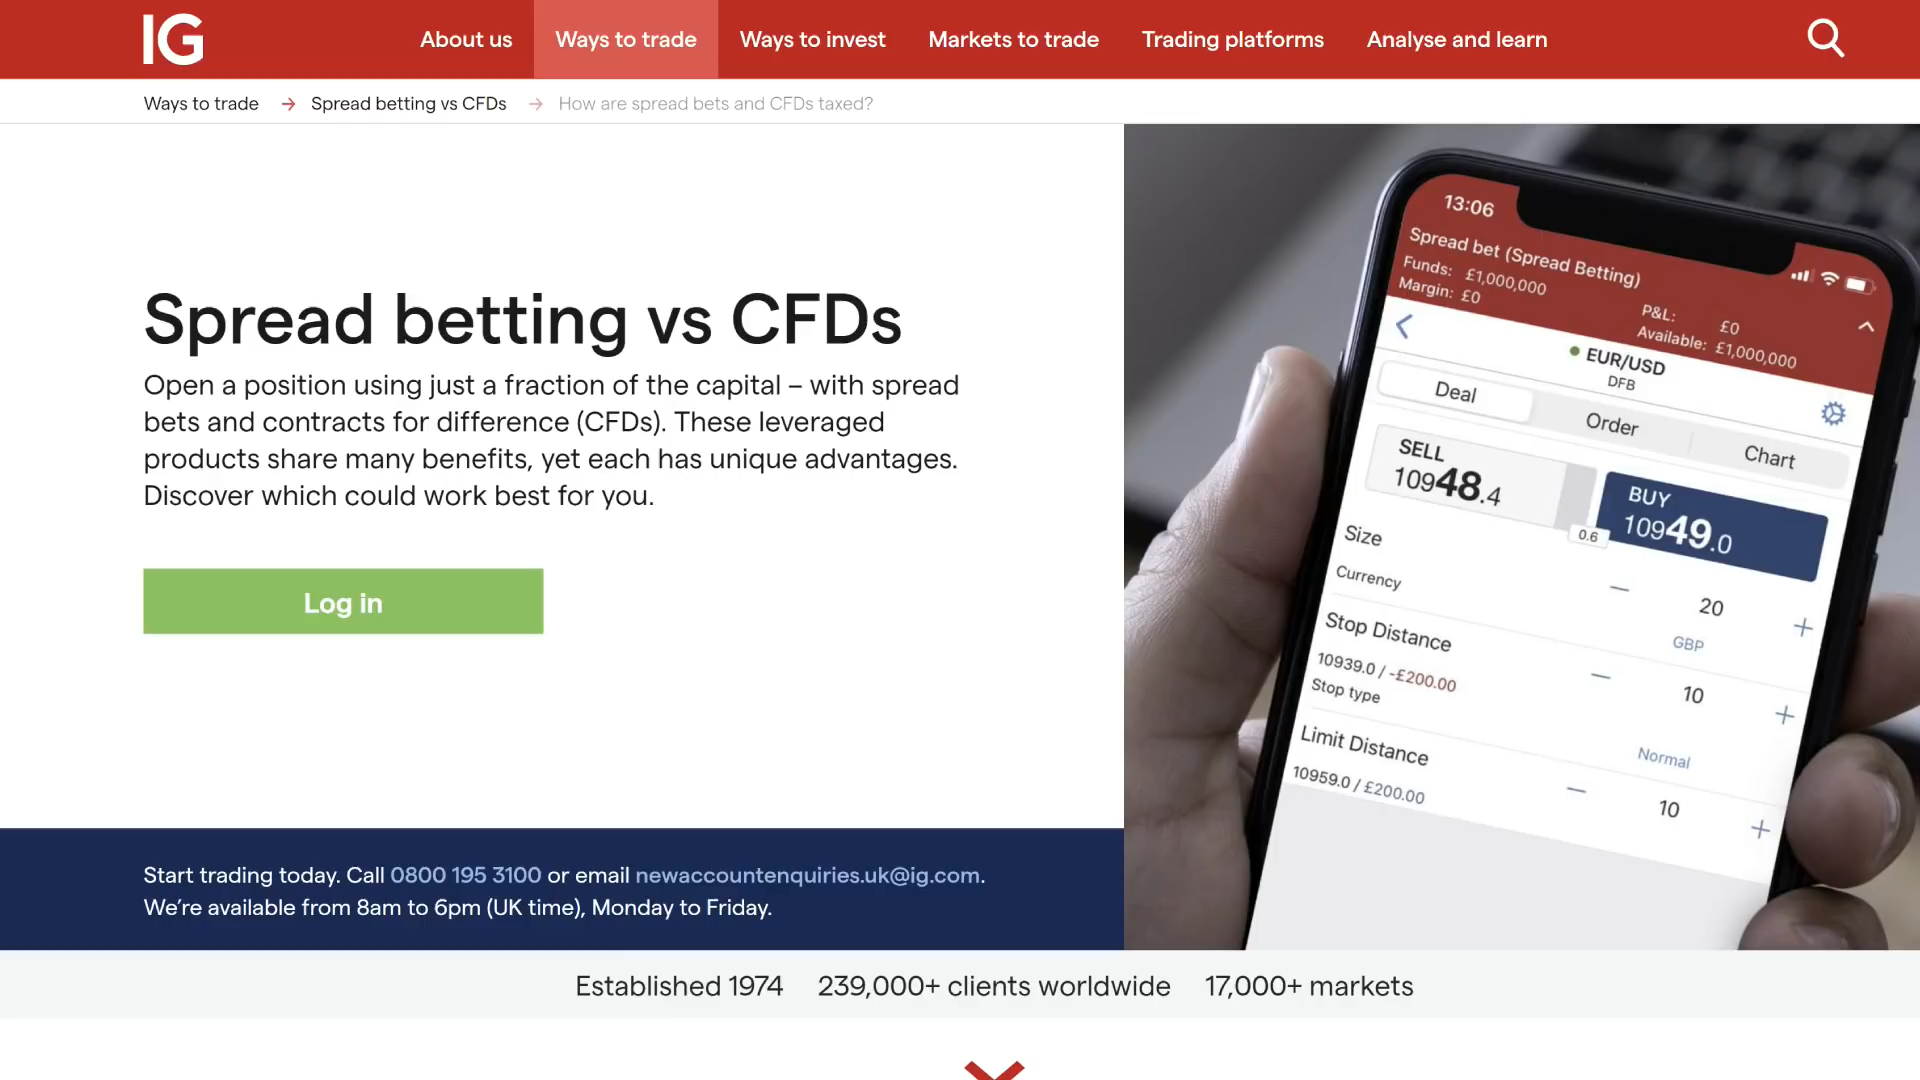 IG
About us
Ways to trade
Ways to invest
Markets to trade
Trading platforms
Analyse and learn
Ways to trade → Spread betting vs CFDs → How are spread bets and CFDs taxed?
Spread betting vs CFDs
Open a position using just a fraction of the capital – with spread
bets and contracts for difference (CFDs). These leveraged
products share many benefits, yet each has unique advantages.
Discover which could work best for you.
Log in
Start trading today. Call 0800 195 3100 or email newaccountenquiries.uk@ig.com.
We’re available from 8am to 6pm (UK time), Monday to Friday.
13:06
Spread bet (Spread Betting)
Funds: £1,000,000
Margin: £0
P&L: £0
Available: £1,000,000
EUR/USD
DFB
Deal
Order
Chart
SELL
10948.4
0.6
BUY
10949.0
Size
20
Currency
GBP
Stop Distance
10
10939.0 / -£200.00
Stop type
Normal
Limit Distance
10
10959.0 / £200.00
Established 1974
239,000+ clients worldwide
17,000+ markets